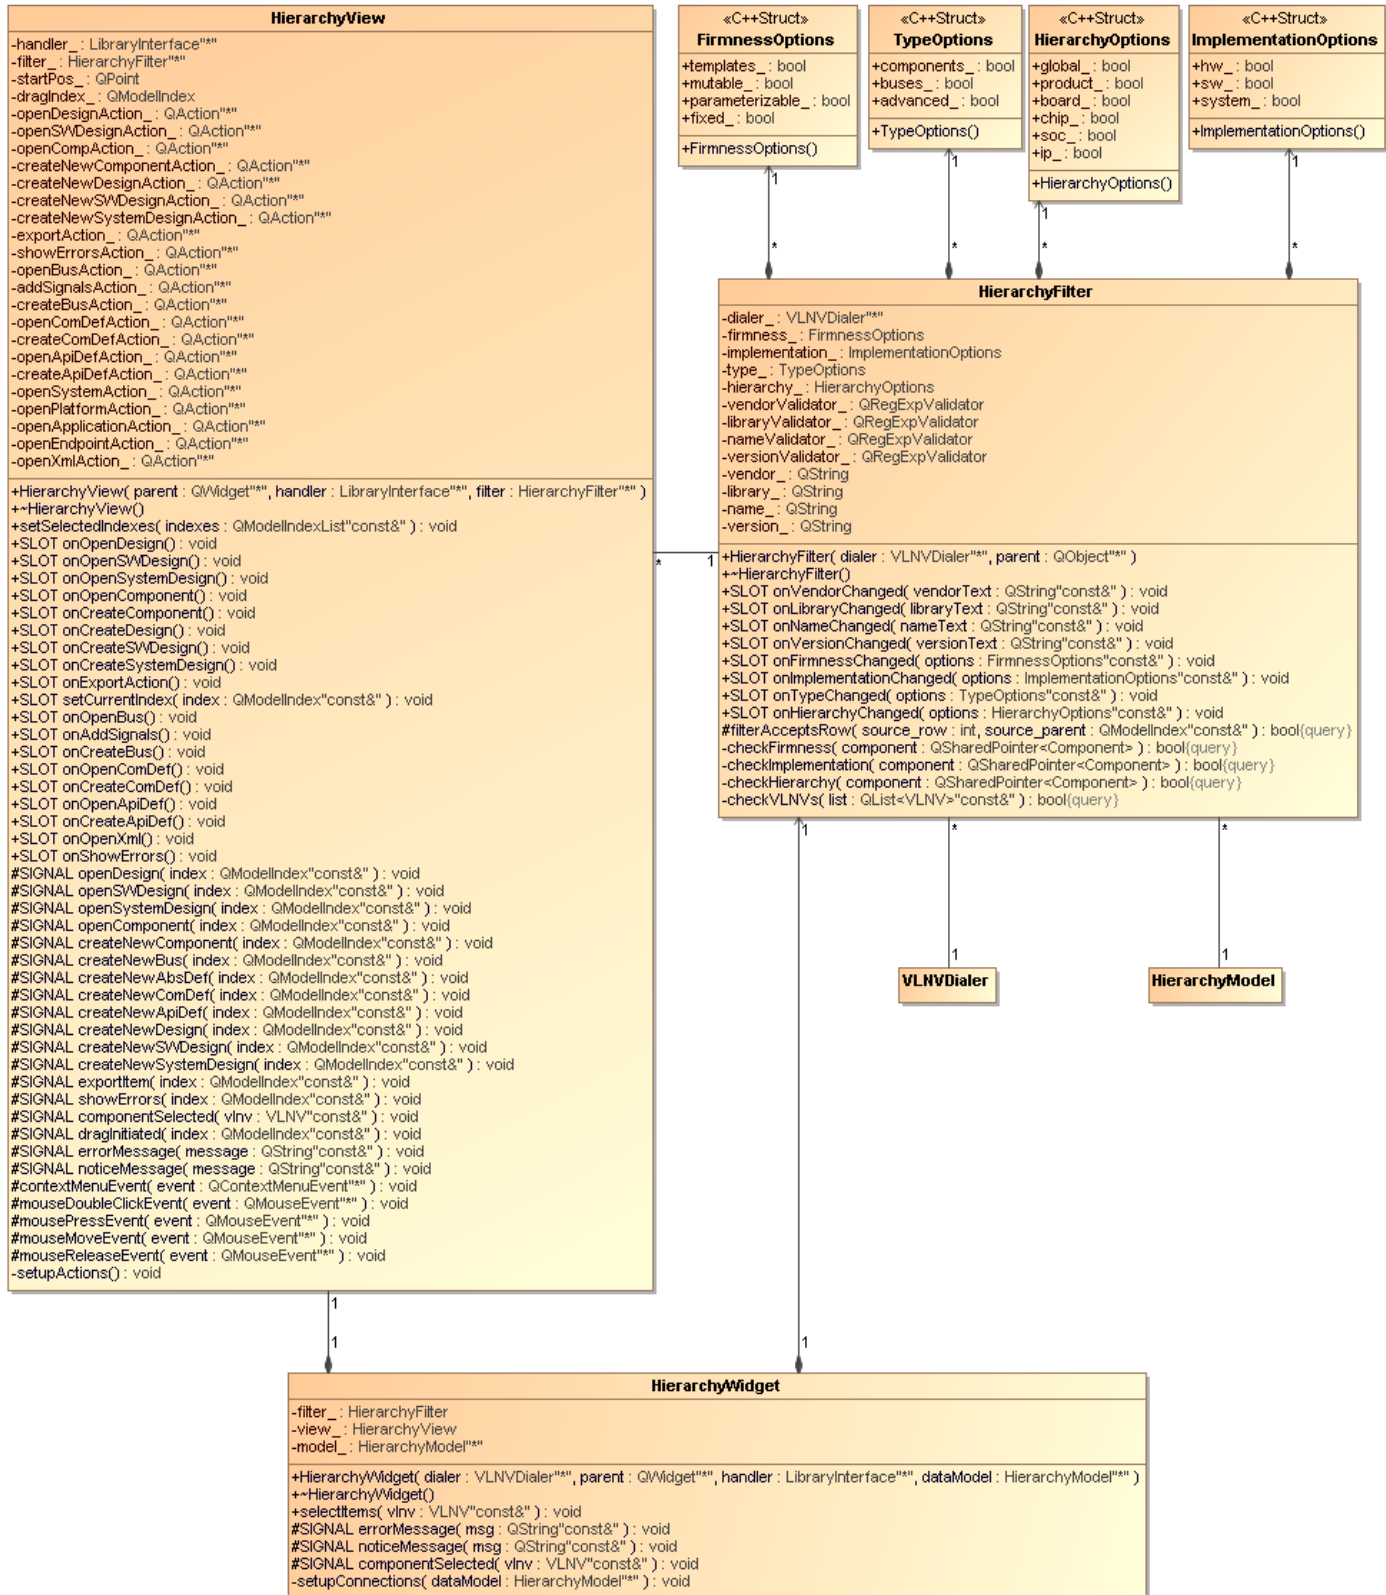 HierarchyView
-handler_ : LibraryInterface"*"
-filter_ : HierarchyFilter"*"
-startPos_ : QPoint
-dragIndex_ : QModelIndex
-openDesignAction_ : QAction"*"
-openSWDesignAction_ : QAction"*"
-openCompAction_ : QAction"*"
-createNewComponentAction_ : QAction"*"
-createNewDesignAction_ : QAction"*"
-createNewSWDesignAction_ : QAction"*"
-createNewSystemDesignAction_ : QAction"*"
-exportAction_ : QAction"*"
-showErrorsAction_ : QAction"*"
-openBusAction_ : QAction"*"
-addSignalsAction_ : QAction"*"
-createBusAction_ : QAction"*"
-openComDefAction_ : QAction"*"
-createComDefAction_ : QAction"*"
-openApiDefAction_ : QAction"*"
-createApiDefAction_ : QAction"*"
-openSystemAction_ : QAction"*"
-openPlatformAction_ : QAction"*"
-openApplicationAction_ : QAction"*"
-openEndpointAction_ : QAction"*"
-openXmlAction_ : QAction"*"
+HierarchyView( parent : QWidget"*", handler : LibraryInterface"*", filter : HierarchyFilter"*" )
+~HierarchyView()
+setSelectedIndexes( indexes : QModelIndexList"const&" ) : void
+SLOT onOpenDesign() : void
+SLOT onOpenSWDesign() : void
+SLOT onOpenSystemDesign() : void
+SLOT onOpenComponent() : void
+SLOT onCreateComponent() : void
+SLOT onCreateDesign() : void
+SLOT onCreateSWDesign() : void
+SLOT onCreateSystemDesign() : void
+SLOT onExportAction() : void
+SLOT setCurrentIndex( index : QModelIndex"const&" ) : void
+SLOT onOpenBus() : void
+SLOT onAddSignals() : void
+SLOT onCreateBus() : void
+SLOT onOpenComDef() : void
+SLOT onCreateComDef() : void
+SLOT onOpenApiDef() : void
+SLOT onCreateApiDef() : void
+SLOT onOpenXml() : void
+SLOT onShowErrors() : void
#SIGNAL openDesign( index : QModelIndex"const&" ) : void
#SIGNAL openSWDesign( index : QModelIndex"const&" ) : void
#SIGNAL openSystemDesign( index : QModelIndex"const&" ) : void
#SIGNAL openComponent( index : QModelIndex"const&" ) : void
#SIGNAL createNewComponent( index : QModelIndex"const&" ) : void
#SIGNAL createNewBus( index : QModelIndex"const&" ) : void
#SIGNAL createNewAbsDef( index : QModelIndex"const&" ) : void
#SIGNAL createNewComDef( index : QModelIndex"const&" ) : void
#SIGNAL createNewApiDef( index : QModelIndex"const&" ) : void
#SIGNAL createNewDesign( index : QModelIndex"const&" ) : void
#SIGNAL createNewSWDesign( index : QModelIndex"const&" ) : void
#SIGNAL createNewSystemDesign( index : QModelIndex"const&" ) : void
#SIGNAL exportItem( index : QModelIndex"const&" ) : void
#SIGNAL showErrors( index : QModelIndex"const&" ) : void
#SIGNAL componentSelected( vlnv : VLNV"const&" ) : void
#SIGNAL dragInitiated( index : QModelIndex"const&" ) : void
#SIGNAL errorMessage( message : QString"const&" ) : void
#SIGNAL noticeMessage( message : QString"const&" ) : void
#contextMenuEvent( event : QContextMenuEvent"*" ) : void
#mouseDoubleClickEvent( event : QMouseEvent"*" ) : void
#mousePressEvent( event : QMouseEvent"*" ) : void
#mouseMoveEvent( event : QMouseEvent"*" ) : void
#mouseReleaseEvent( event : QMouseEvent"*" ) : void
-setupActions() : void
«C++Struct»
FirmnessOptions
+templates_ : bool
+mutable_ : bool
+parameterizable_ : bool
+fixed_ : bool
+FirmnessOptions()
«C++Struct»
TypeOptions
+components_ : bool
+buses_ : bool
+advanced_ : bool
+TypeOptions()
«C++Struct»
HierarchyOptions
+global_ : bool
+product_ : bool
+board_ : bool
+chip_ : bool
+soc_ : bool
+ip_ : bool
+HierarchyOptions()
«C++Struct»
ImplementationOptions
+hw_ : bool
+sw_ : bool
+system_ : bool
+ImplementationOptions()
1
1
1
1
*
*
*
*
HierarchyFilter
-dialer_ : VLNVDialer"*"
-firmness_ : FirmnessOptions
-implementation_ : ImplementationOptions
-type_ : TypeOptions
-hierarchy_ : HierarchyOptions
-vendorValidator_ : QRegExpValidator
-libraryValidator_ : QRegExpValidator
-nameValidator_ : QRegExpValidator
-versionValidator_ : QRegExpValidator
-vendor_ : QString
-library_ : QString
-name_ : QString
-version_ : QString
+HierarchyFilter( dialer : VLNVDialer"*", parent : QObject"*" )
+~HierarchyFilter()
+SLOT onVendorChanged( vendorText : QString"const&" ) : void
+SLOT onLibraryChanged( libraryText : QString"const&" ) : void
+SLOT onNameChanged( nameText : QString"const&" ) : void
+SLOT onVersionChanged( versionText : QString"const&" ) : void
+SLOT onFirmnessChanged( options : FirmnessOptions"const&" ) : void
+SLOT onImplementationChanged( options : ImplementationOptions"const&" ) : void
+SLOT onTypeChanged( options : TypeOptions"const&" ) : void
+SLOT onHierarchyChanged( options : HierarchyOptions"const&" ) : void
#filterAcceptsRow( source_row : int, source_parent : QModelIndex"const&" ) : bool{query}
-checkFirmness( component : QSharedPointer<Component> ) : bool{query}
-checkImplementation( component : QSharedPointer<Component> ) : bool{query}
-checkHierarchy( component : QSharedPointer<Component> ) : bool{query}
-checkVLNVs( list : QList<VLNV>"const&" ) : bool{query}
*
1
1
*
*
1
1
VLNVDialer
HierarchyModel
1
1
1
HierarchyWidget
-filter_ : HierarchyFilter
-view_ : HierarchyView
-model_ : HierarchyModel"*"
+HierarchyWidget( dialer : VLNVDialer"*", parent : QWidget"*", handler : LibraryInterface"*", dataModel : HierarchyModel"*" )
+~HierarchyWidget()
+selectItems( vlnv : VLNV"const&" ) : void
#SIGNAL errorMessage( msg : QString"const&" ) : void
#SIGNAL noticeMessage( msg : QString"const&" ) : void
#SIGNAL componentSelected( vlnv : VLNV"const&" ) : void
-setupConnections( dataModel : HierarchyModel"*" ) : void